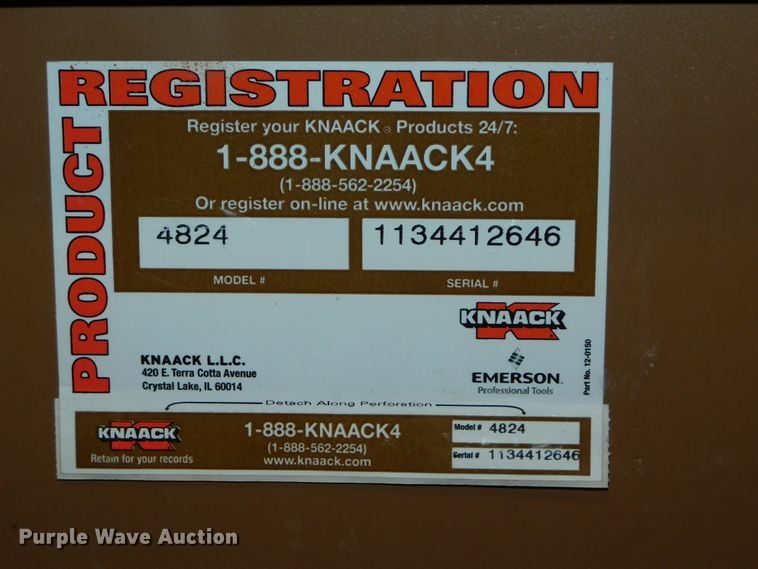 PRODUCT REGISTRATION
Register your KNAACK® Products 24/7:
1-888-KNAACK4
(1-888-562-2254)
Or register on-line at www.knaack.com
4824 1134412646
MODEL # SERIAL #
KNAACK
KNAACK L.L.C.
420 E. Terra Cotta Avenue
Crystal Lake, IL 60014
EMERSON
Professional Tools
Part No. 12-0150
Detach Along Perforation
KNAACK
Retain for your records
1-888-KNAACK4
(1-888-562-2254)
www.knaack.com
Model # 4824
Serial # 1134412646
Purple Wave Auction